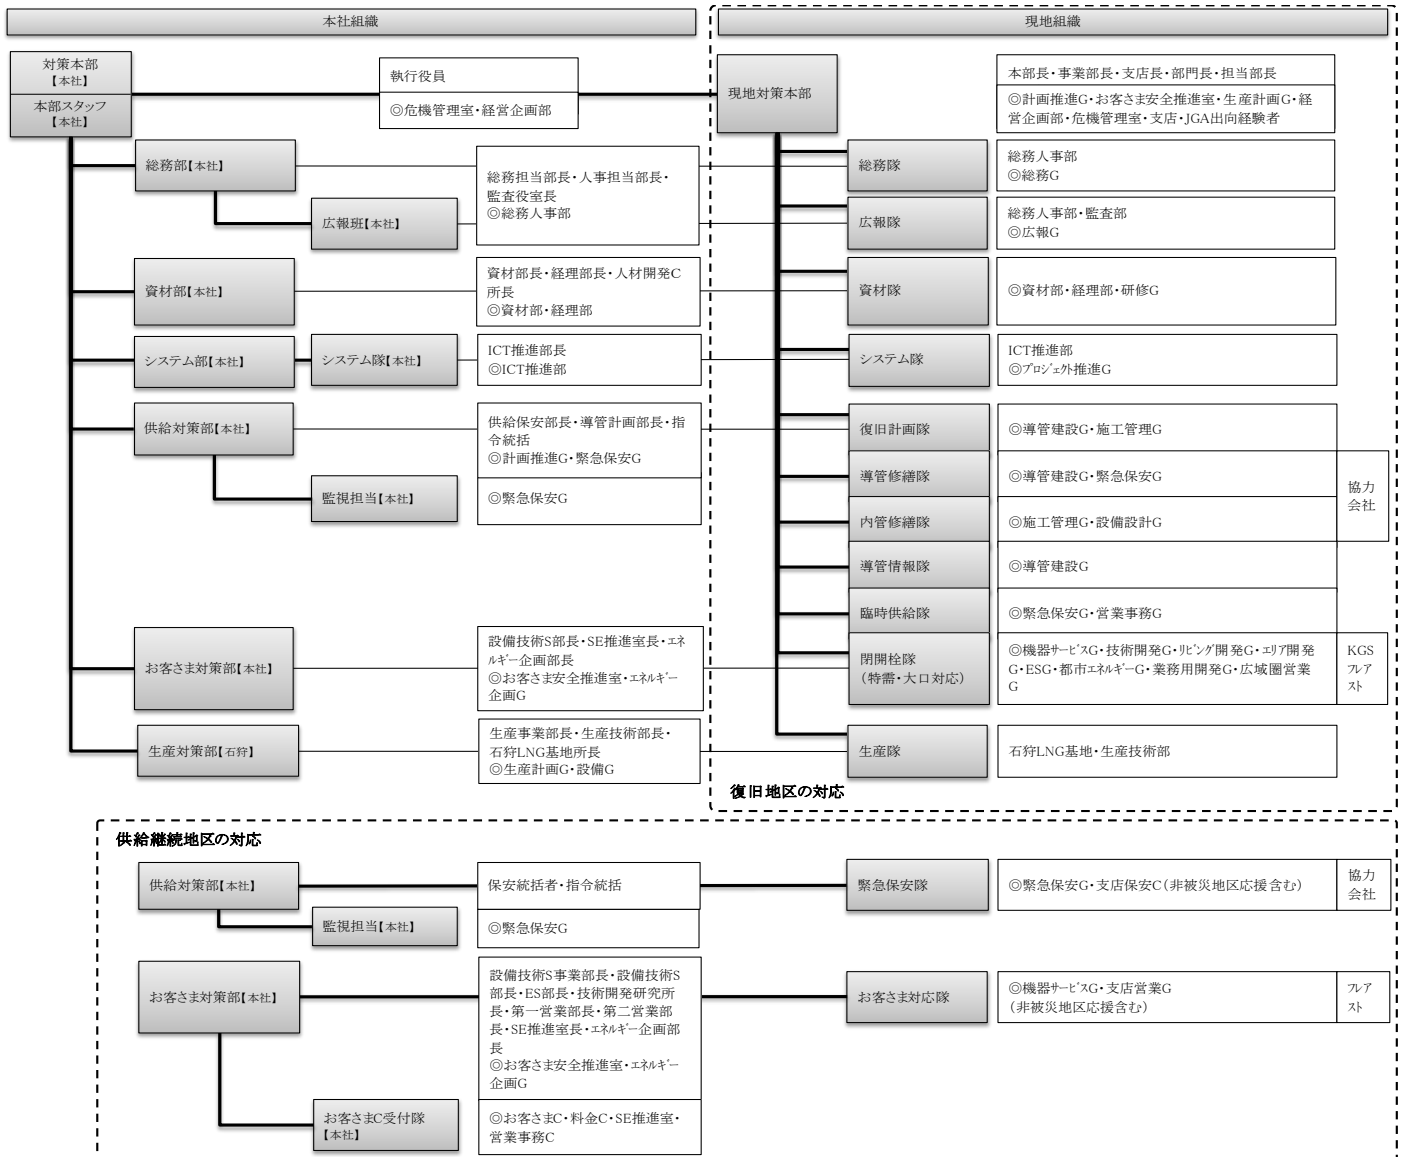 本社組織
現地組織
対策本部
【本社】
本部スタッフ
【本社】
執行役員
◎危機管理室・経営企画部
現地対策本部
本部長・事業部長・支店長・部門長・担当部長
◎計画推進G・お客さま安全推進室・生産計画G・経
営企画部・危機管理室・支店・JGA出向経験者
総務部【本社】
総務担当部長・人事担当部長・
監査役室長
◎総務人事部
総務隊
総務人事部
◎総務G
広報班【本社】
広報隊
総務人事部・監査部
◎広報G
資材部【本社】
資材部長・経理部長・人材開発C
所長
◎資材部・経理部
資材隊
◎資材部・経理部・研修G
システム部【本社】
システム隊【本社】
ICT推進部長
◎ICT推進部
システム隊
ICT推進部
◎プロジェクト推進G
供給対策部【本社】
供給保安部長・導管計画部長・指
令統括
◎計画推進G・緊急保安G
復旧計画隊
◎導管建設G・施工管理G
監視担当【本社】
◎緊急保安G
導管修繕隊
◎導管建設G・緊急保安G
協力
会社
内管修繕隊
◎施工管理G・設備設計G
導管情報隊
◎導管建設G
臨時供給隊
◎緊急保安G・営業事務G
お客さま対策部【本社】
設備技術S部長・SE推進室長・エネ
ルギー企画部長
◎お客さま安全推進室・エネルギー
企画G
閉開栓隊
（特需・大口対応）
◎機器サービスG・技術開発G・リビング開発G・エリア開発
G・ESG・都市エネルギーG・業務用開発G・広域圏営業
G
KGS
フレア
スト
生産対策部【石狩】
生産事業部長・生産技術部長・
石狩LNG基地所長
◎生産計画G・設備G
生産隊
石狩LNG基地・生産技術部
復旧地区の対応
供給継続地区の対応
供給対策部【本社】
保安統括者・指令統括
緊急保安隊
◎緊急保安G・支店保安C（非被災地区応援含む）
協力
会社
監視担当【本社】
◎緊急保安G
お客さま対策部【本社】
設備技術S事業部長・設備技術S
部長・ES部長・技術開発研究所
長・第一営業部長・第二営業部
長・SE推進室長・エネルギー企画部
長
◎お客さま安全推進室・エネルギー
企画G
お客さま対応隊
◎機器サービスG・支店営業G
（非被災地区応援含む）
フレア
スト
お客さまC受付隊
【本社】
◎お客さまC・料金C・SE推進室・
営業事務C